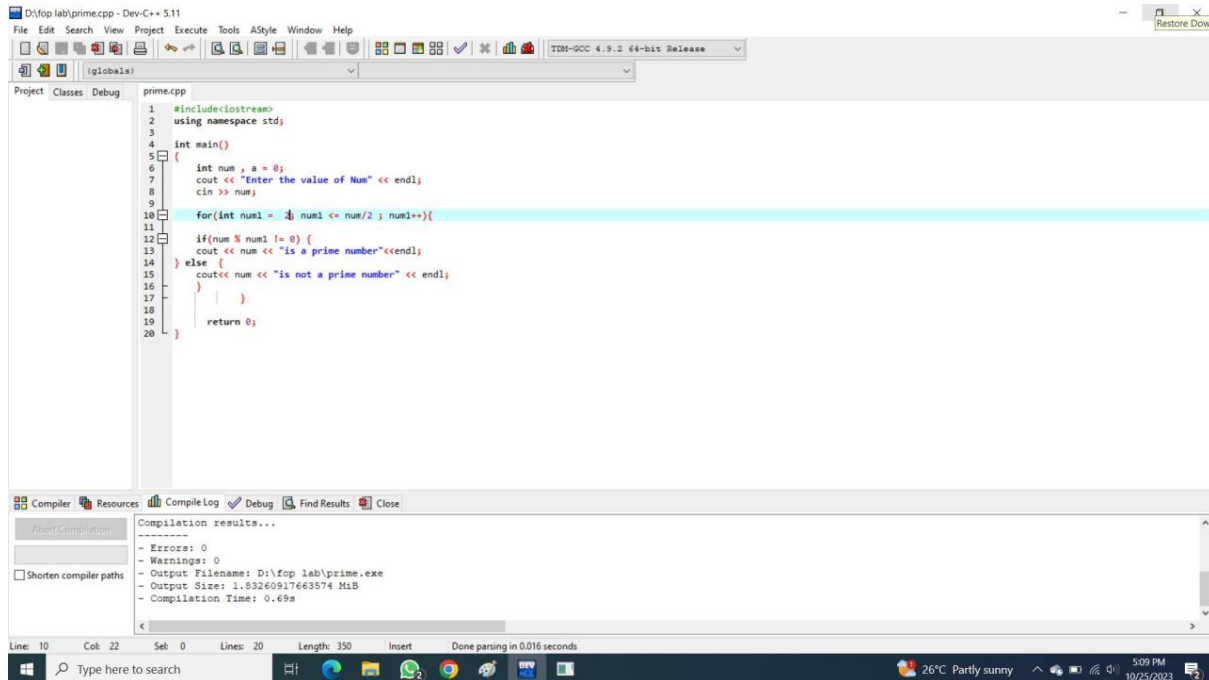 D:\fop lab\prime.cpp - Dev-C++ 5.11
Restore Dow
File Edit Search View Project Execute Tools AStyle Window Help
TDM-GCC 4.9.2 64-bit Release
(globals)
Project Classes Debug prime.cpp
1 #include<iostream>
2 using namespace std;
3
4 int main()
5 {
6 int num , a = 0;
7 cout << "Enter the value of Num" << endl;
8 cin >> num;
9
10 for(int num1 =  2; num1 <= num/2 ; num1++){
11
12 if(num % num1 != 0) {
13 cout << num << "is a prime number"<<endl;
14 } else {
15 cout<< num << "is not a prime number" << endl;
16 }
17 }
18
19 return 0;
20 }
Compiler Resources Compile Log Debug Find Results Close
Abort Compilation
Shorten compiler paths
Compilation results...
--------
- Errors: 0
- Warnings: 0
- Output Filename: D:\fop lab\prime.exe
- Output Size: 1.83260917663574 MiB
- Compilation Time: 0.69s
Line: 10 Col: 22 Sel: 0 Lines: 20 Length: 350 Insert Done parsing in 0.016 seconds
Type here to search
DEV
2
26°C Partly sunny
5:09 PM
10/25/2023
2